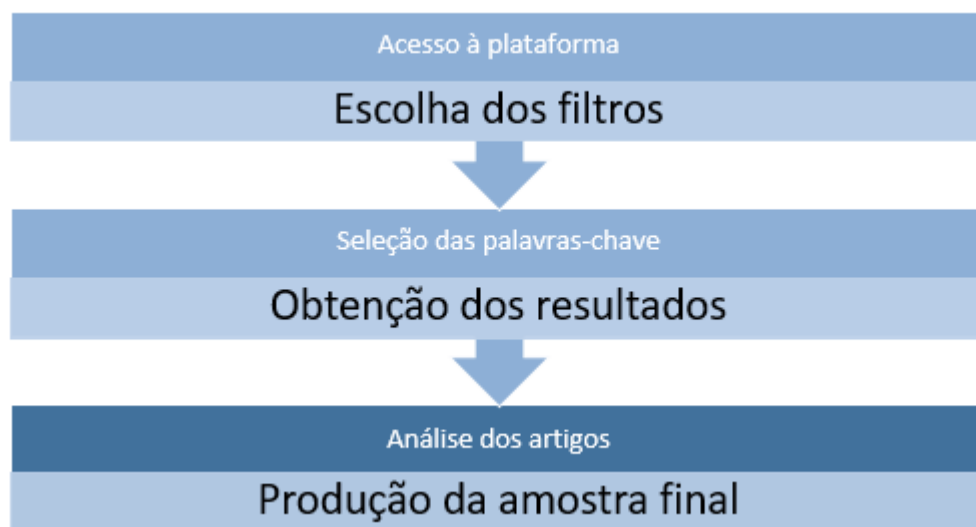 Acesso à plataforma
Escolha dos filtros
Seleção das palavras-chave
Obtenção dos resultados
Análise dos artigos
Produção da amostra final